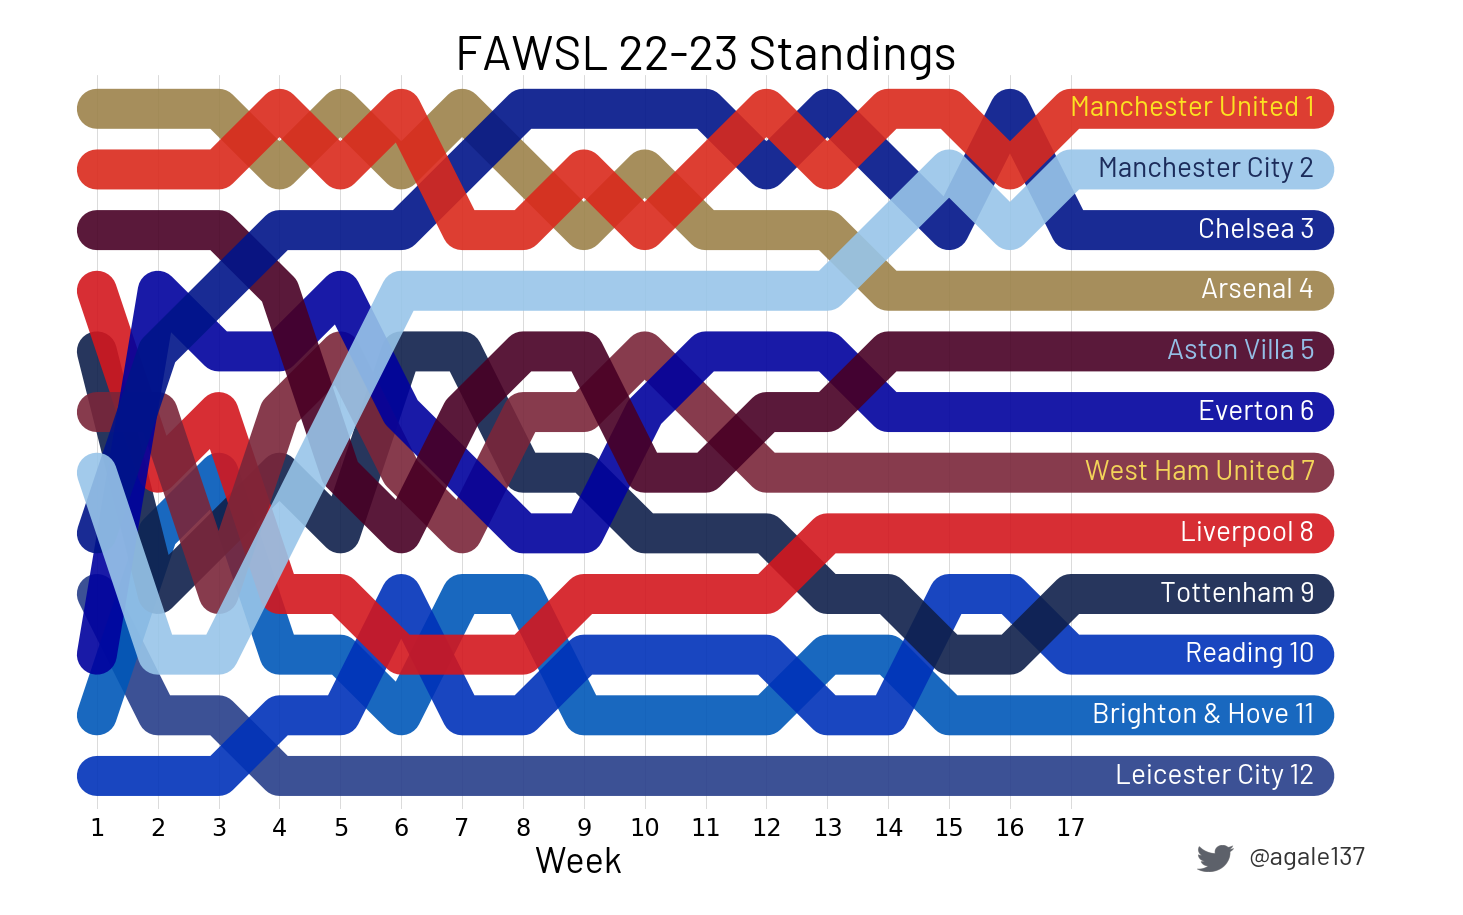 FAWSL 22-23 Standings
Manchester United 1
Manchester City 2
Chelsea 3
Arsenal 4
Aston Villa 5
Everton 6
West Ham United 7
Liverpool 8
Tottenham 9
Reading 10
Brighton & Hove 11
Leicester City 12
1 2 3 4 5 6 7 8 9 10 11 12 13 14 15 16 17
Week
@agale137